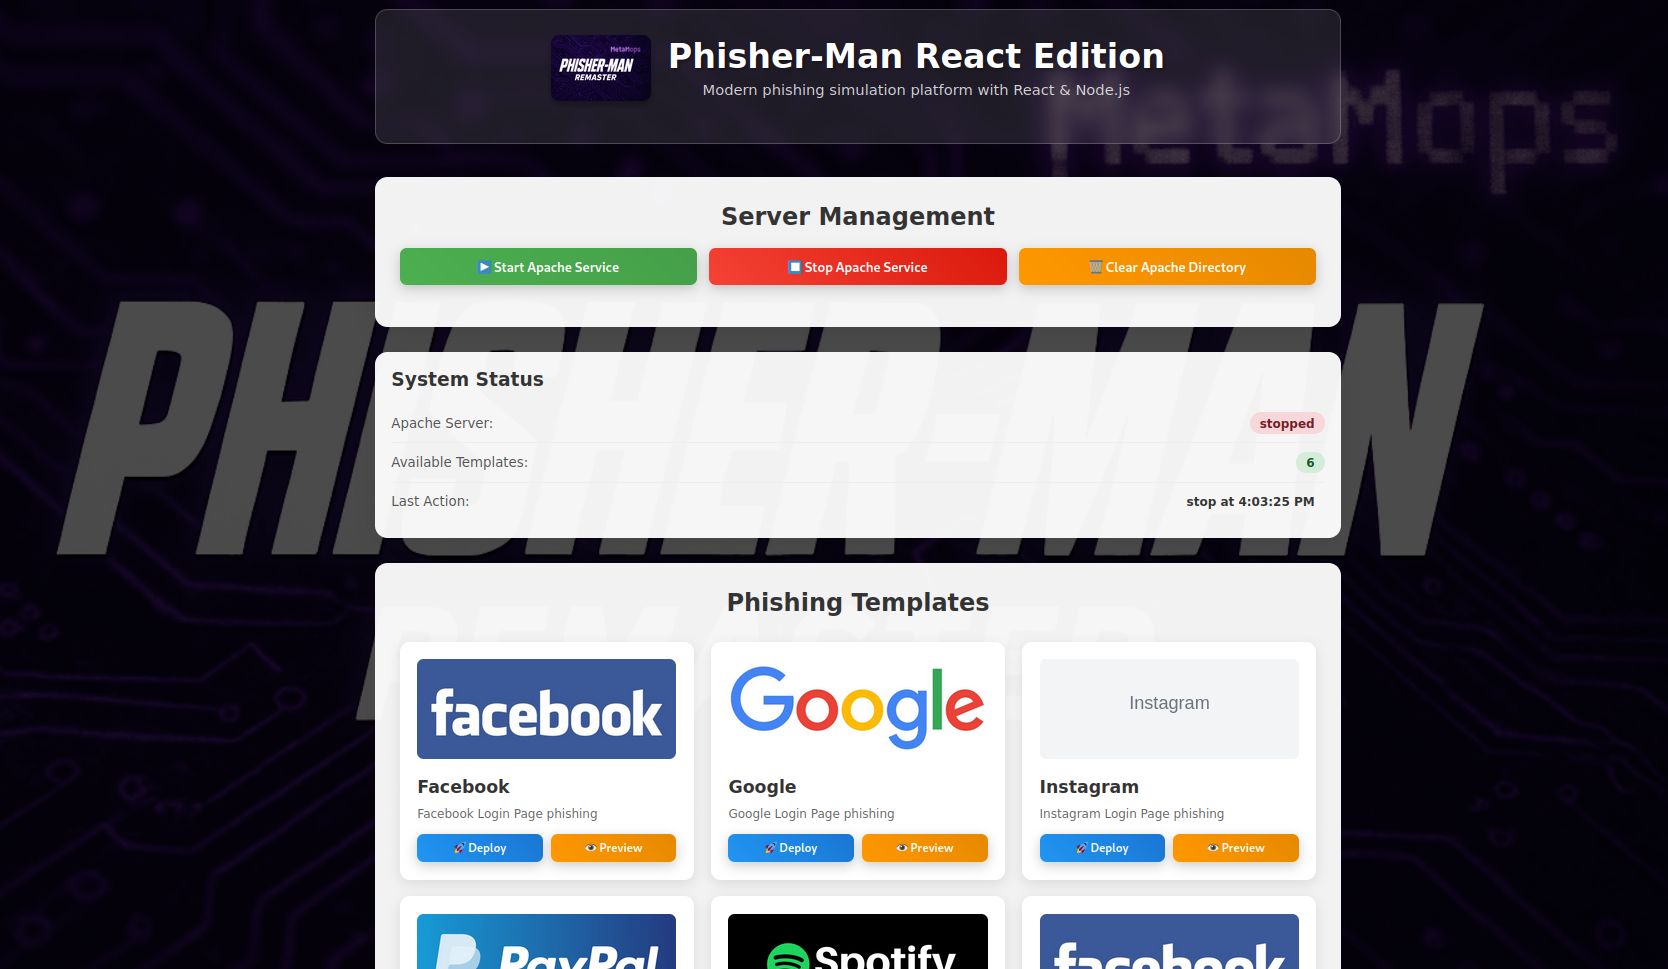 MetaMops
PHISHER-MAN
REMASTER
Phisher-Man React Edition
Modern phishing simulation platform with React & Node.js
MetaMops
Server Management
Start Apache Service
Stop Apache Service
Clear Apache Directory
PHISHER-MAN
System Status
Apache Server:
stopped
Available Templates:
6
Last Action:
stop at 4:03:25 PM
REMASTER
Phishing Templates
facebook
Google
Instagram
Facebook
Google
Instagram
Facebook Login Page phishing
Google Login Page phishing
Instagram Login Page phishing
Deploy
Preview
Deploy
Preview
Deploy
Preview
PayPal
Spotify
facebook